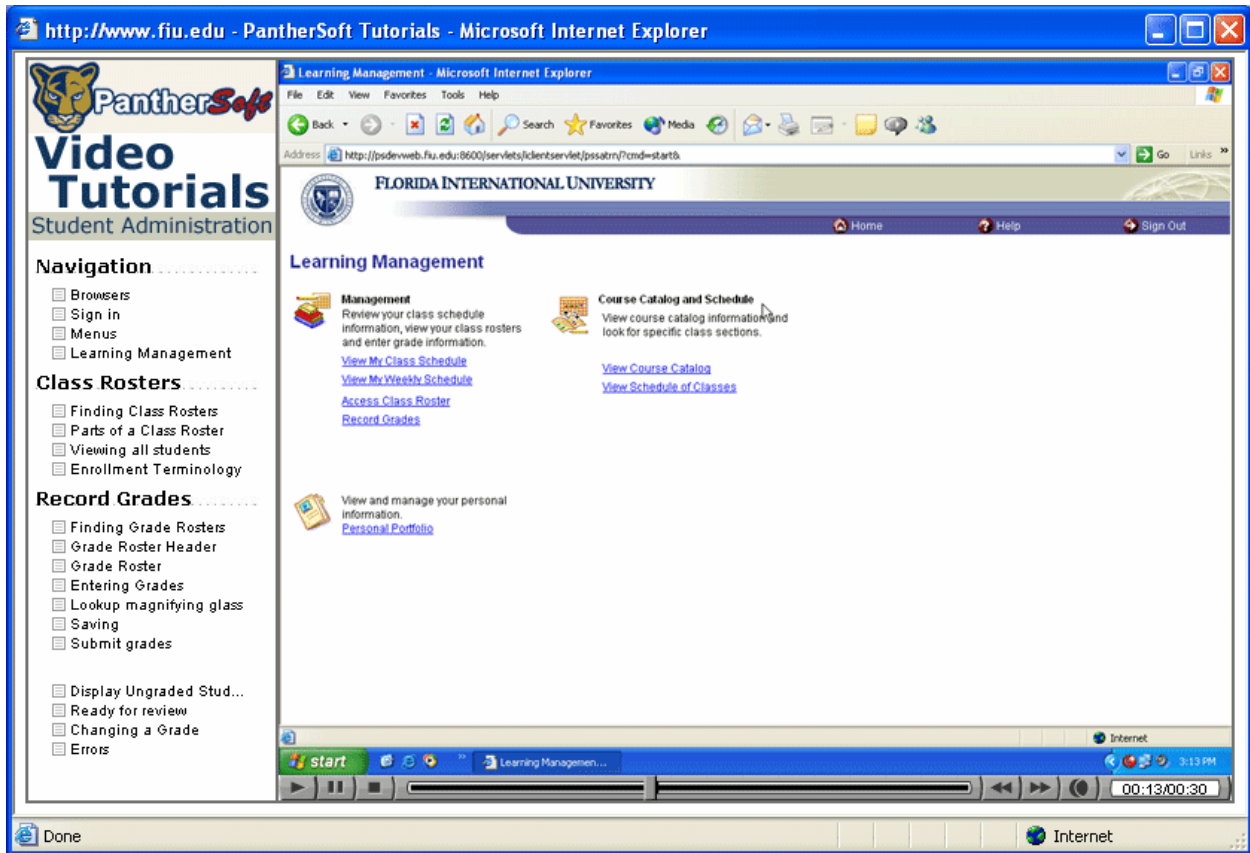 http://www.fiu.edu - PantherSoft Tutorials - Microsoft Internet Explorer
PantherSoft
Video
Tutorials
Student Administration
Navigation
Browsers
Sign in
Menus
Learning Management
Class Rosters
Finding Class Rosters
Parts of a Class Roster
Viewing all students
Enrollment Terminology
Record Grades
Finding Grade Rosters
Grade Roster Header
Grade Roster
Entering Grades
Lookup magnifying glass
Saving
Submit grades
Display Ungraded Stud...
Ready for review
Changing a Grade
Errors
Learning Management - Microsoft Internet Explorer
File Edit View Favorites Tools Help
Back Search Favorites Media
Address http://psdevweb.fiu.edu:8600/servlets/iclientservlet/pssatrn/?cmd=start& Go Links »
FLORIDA INTERNATIONAL UNIVERSITY
Home Help Sign Out
Learning Management
Management
Review your class schedule
information, view your class rosters
and enter grade information.
View My Class Schedule
View My Weekly Schedule
Access Class Roster
Record Grades
Course Catalog and Schedule
View course catalog information and
look for specific class sections.
View Course Catalog
View Schedule of Classes
View and manage your personal
information.
Personal Portfolio
Internet
start » Learning Managemen... 3:13 PM
00:13/00:30
Done Internet